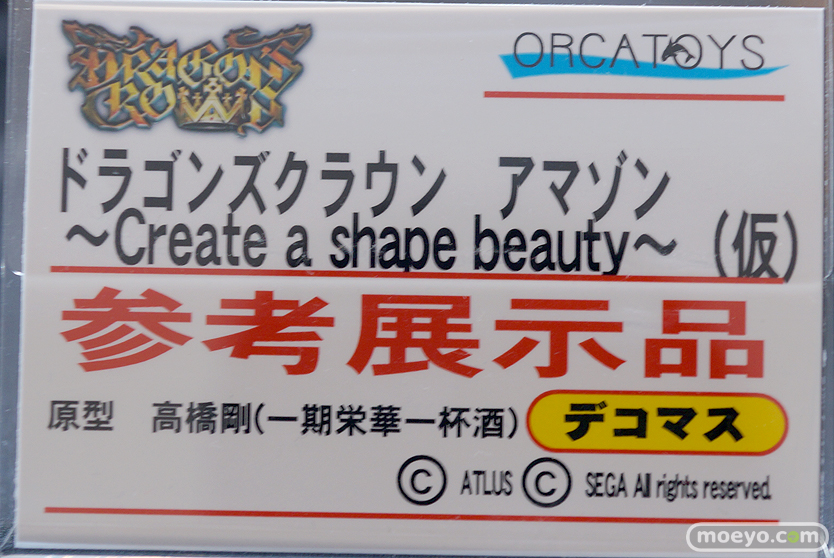 DRAGON'S CROWN
ORCATOYS
ドラゴンズクラウン　アマゾン
～Create a shape beauty～（仮）
参考展示品
原型　高橋剛(一期栄華一杯酒)
デコマス
Ⓒ ATLUS Ⓒ SEGA All rights reserved.
moeyo.com